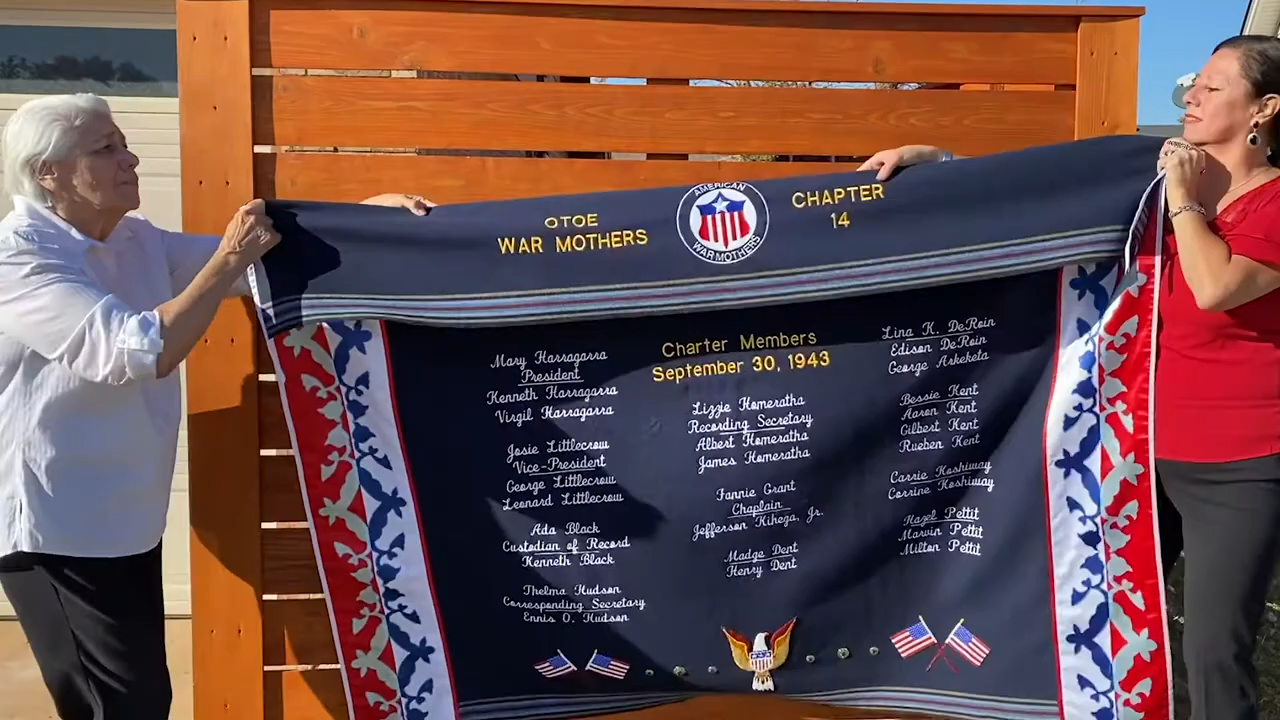 OTOE
WAR MOTHERS
AMERICAN
WAR MOTHERS
CHAPTER
14
Charter Members
September 30, 1943
Mary Harragarra
President
Kenneth Harragarra
Virgil Harragarra
Josie Littlecrow
Vice-President
George Littlecrow
Leonard Littlecrow
Ada Black
Custodian of Record
Kenneth Black
Thelma Hudson
Corresponding Secretary
Ennis O. Hudson
Lizzie Homeratha
Recording Secretary
Albert Homeratha
James Homeratha
Fannie Grant
Chaplain
Jefferson Kihega, Jr.
Madge Dent
Henry Dent
Lina K. DeRoin
Edison DeRoin
George Arkeketa
Bessie Kent
Aaron Kent
Gilbert Kent
Rueben Kent
Carrie Koshiway
Corrine Koshiway
Hazel Pettit
Marvin Pettit
Milton Pettit